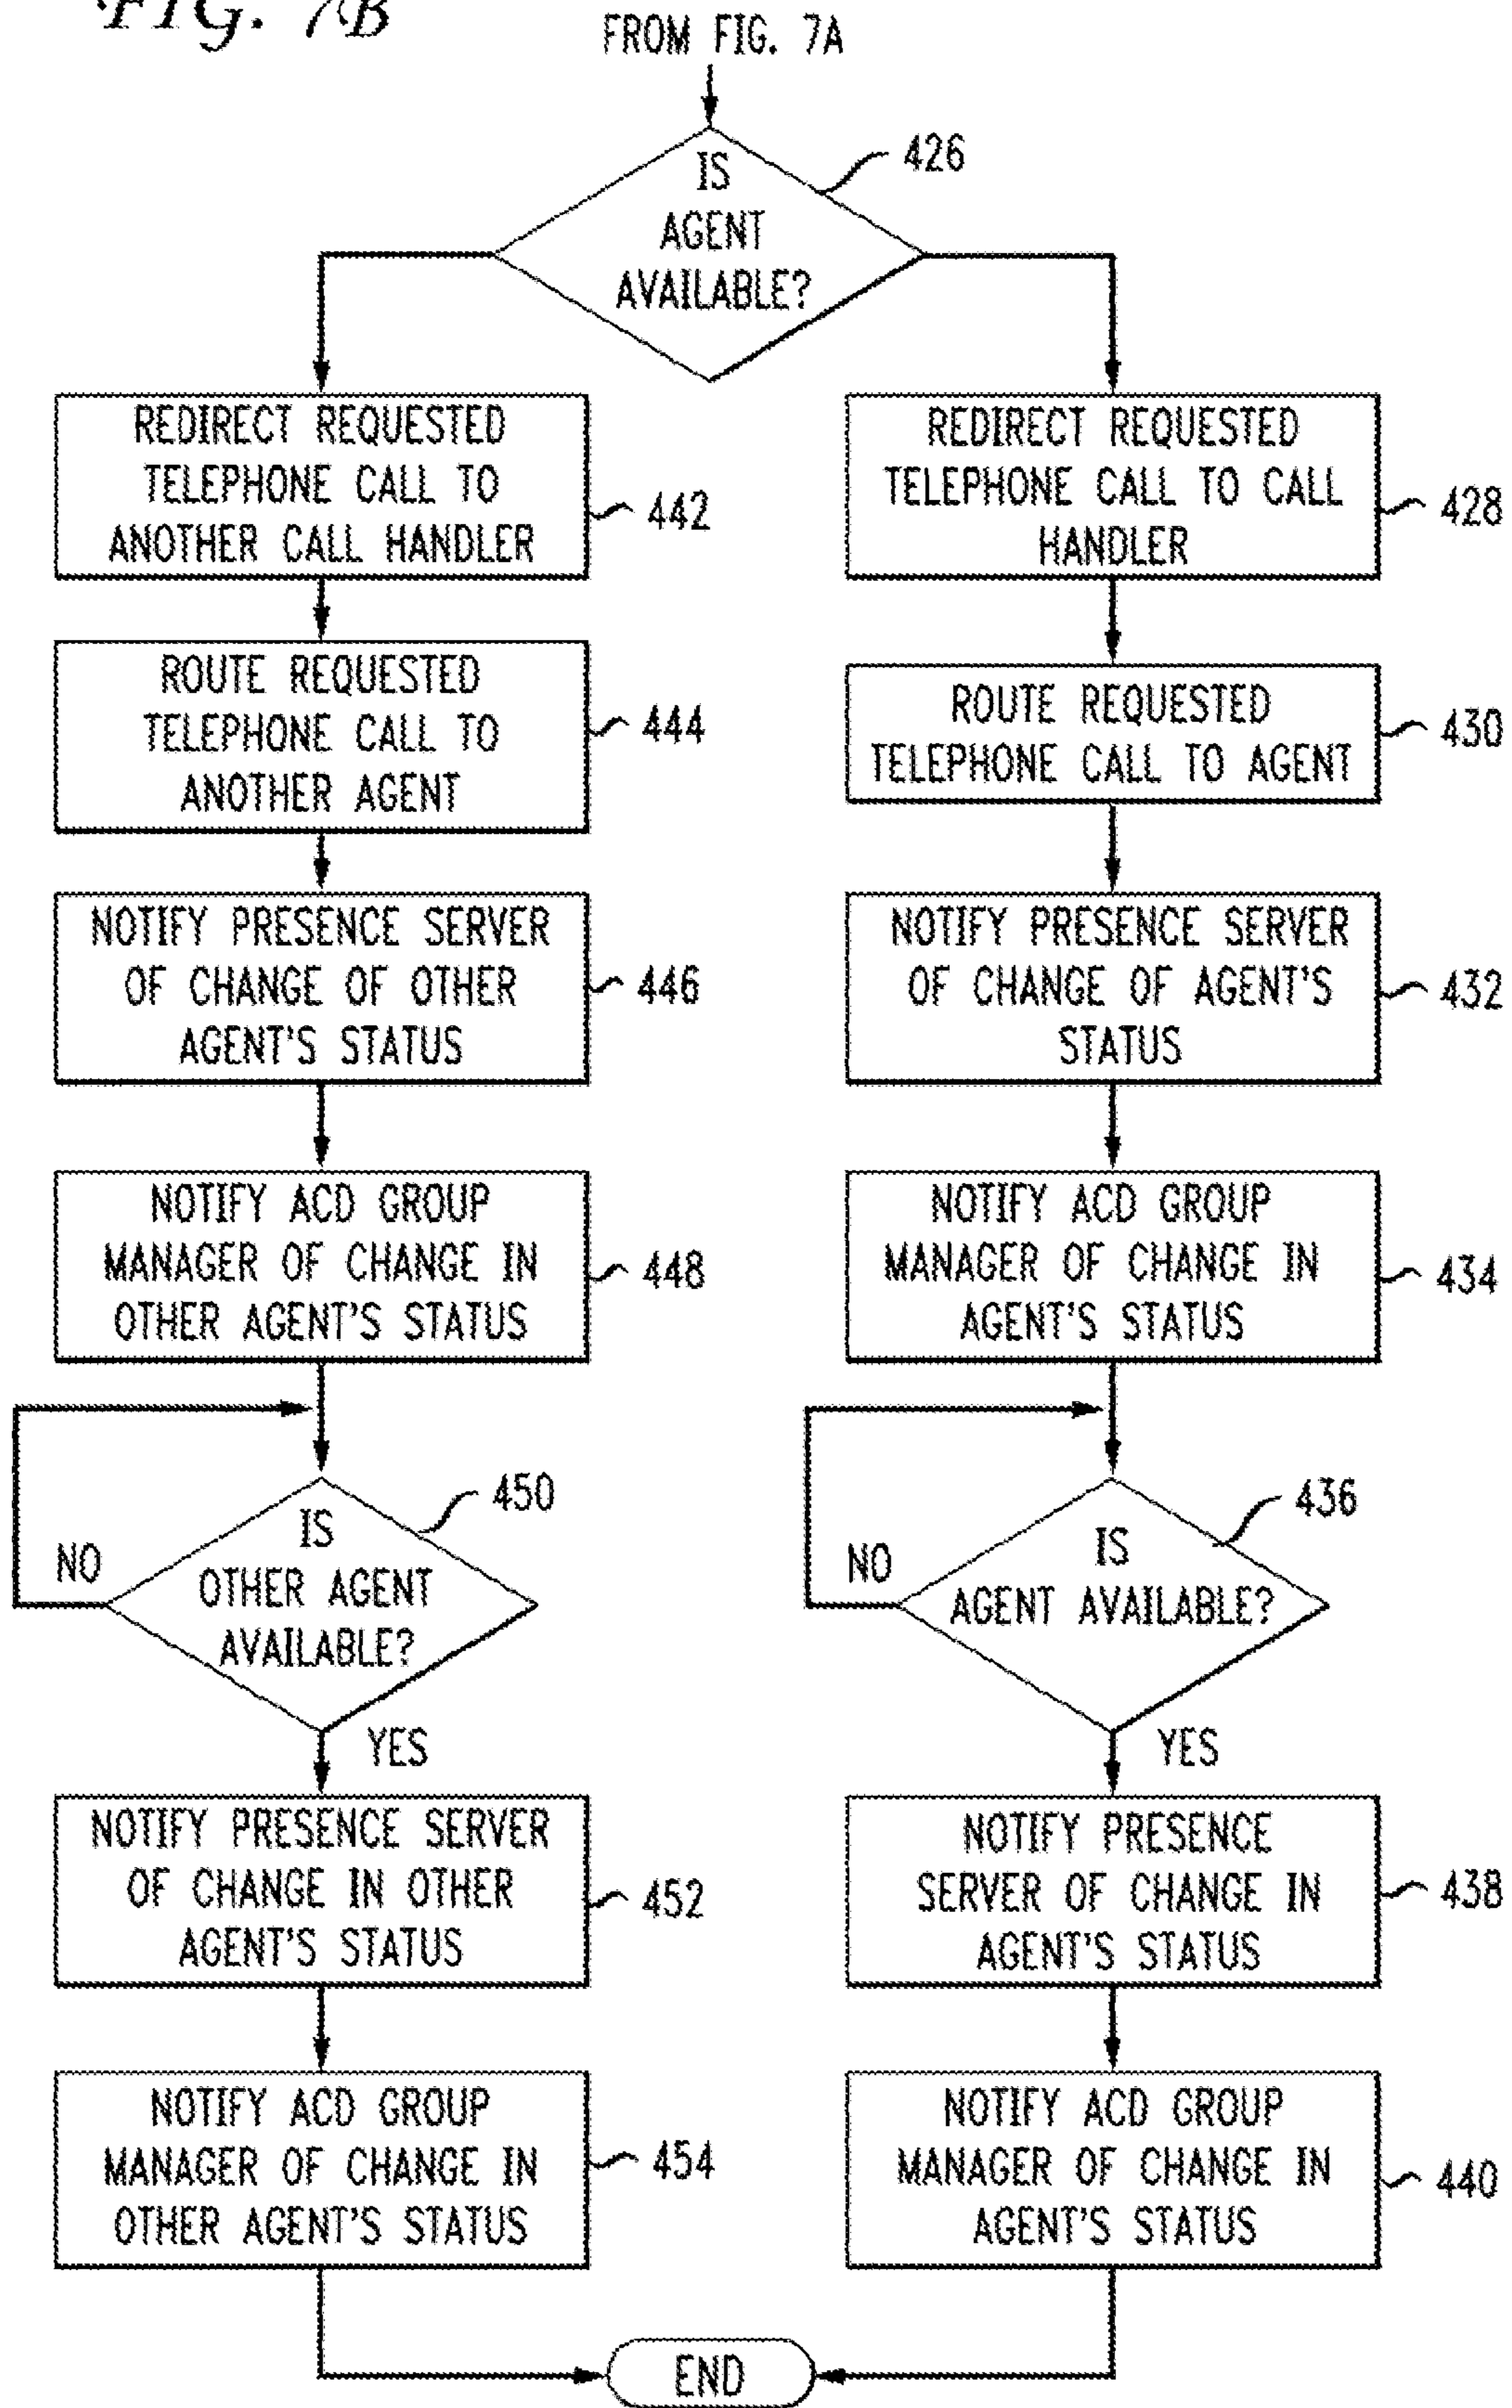 FIG. 7B
FROM FIG. 7A
IS
AGENT
AVAILABLE?
426
REDIRECT REQUESTED
TELEPHONE CALL TO
ANOTHER CALL HANDLER
442
REDIRECT REQUESTED
TELEPHONE CALL TO CALL
HANDLER
428
ROUTE REQUESTED
TELEPHONE CALL TO
ANOTHER AGENT
444
ROUTE REQUESTED
TELEPHONE CALL TO AGENT
430
NOTIFY PRESENCE SERVER
OF CHANGE OF OTHER
AGENT'S STATUS
446
NOTIFY PRESENCE SERVER
OF CHANGE OF AGENT'S
STATUS
432
NOTIFY ACD GROUP
MANAGER OF CHANGE IN
OTHER AGENT'S STATUS
448
NOTIFY ACD GROUP
MANAGER OF CHANGE IN
AGENT'S STATUS
434
IS
OTHER AGENT
AVAILABLE?
450
NO
YES
IS
AGENT AVAILABLE?
436
NO
YES
NOTIFY PRESENCE SERVER
OF CHANGE IN OTHER
AGENT'S STATUS
452
NOTIFY PRESENCE
SERVER OF CHANGE IN
AGENT'S STATUS
438
NOTIFY ACD GROUP
MANAGER OF CHANGE IN
OTHER AGENT'S STATUS
454
NOTIFY ACD GROUP
MANAGER OF CHANGE IN
AGENT'S STATUS
440
END